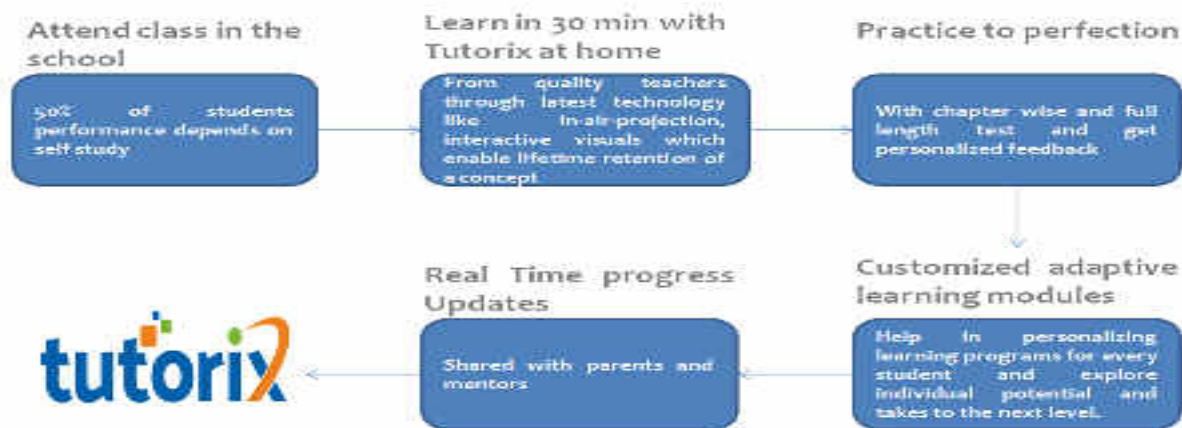 Attend class in the
school
50% of students
performance depends on
self study
Learn in 30 min with
Tutorix at home
From quality teachers
through latest technology
like in-air-projection,
interactive visuals which
enable lifetime retention of
a concept
Practice to perfection
With chapter wise and full
length test and get
personalized feedback
Customized adaptive
learning modules
Help in personalizing
learning programs for every
student and explore
individual potential and
takes to the next level.
Real Time progress
Updates
Shared with parents and
mentors
tutorix